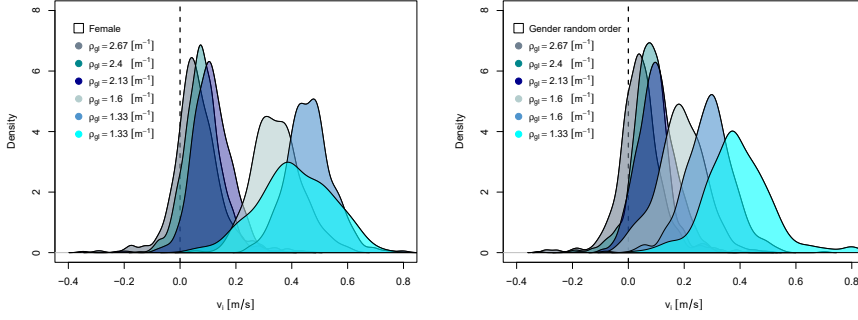 Female
ρgl = 2.67 [m⁻¹]
ρgl = 2.4 [m⁻¹]
ρgl = 2.13 [m⁻¹]
ρgl = 1.6 [m⁻¹]
ρgl = 1.33 [m⁻¹]
ρgl = 1.33 [m⁻¹]
Density
0
2
4
6
8
−0.4
−0.2
0.0
0.2
0.4
0.6
0.8
vi [m/s]
Gender random order
ρgl = 2.67 [m⁻¹]
ρgl = 2.4 [m⁻¹]
ρgl = 2.13 [m⁻¹]
ρgl = 1.6 [m⁻¹]
ρgl = 1.6 [m⁻¹]
ρgl = 1.33 [m⁻¹]
Density
0
2
4
6
8
−0.4
−0.2
0.0
0.2
0.4
0.6
0.8
vi [m/s]